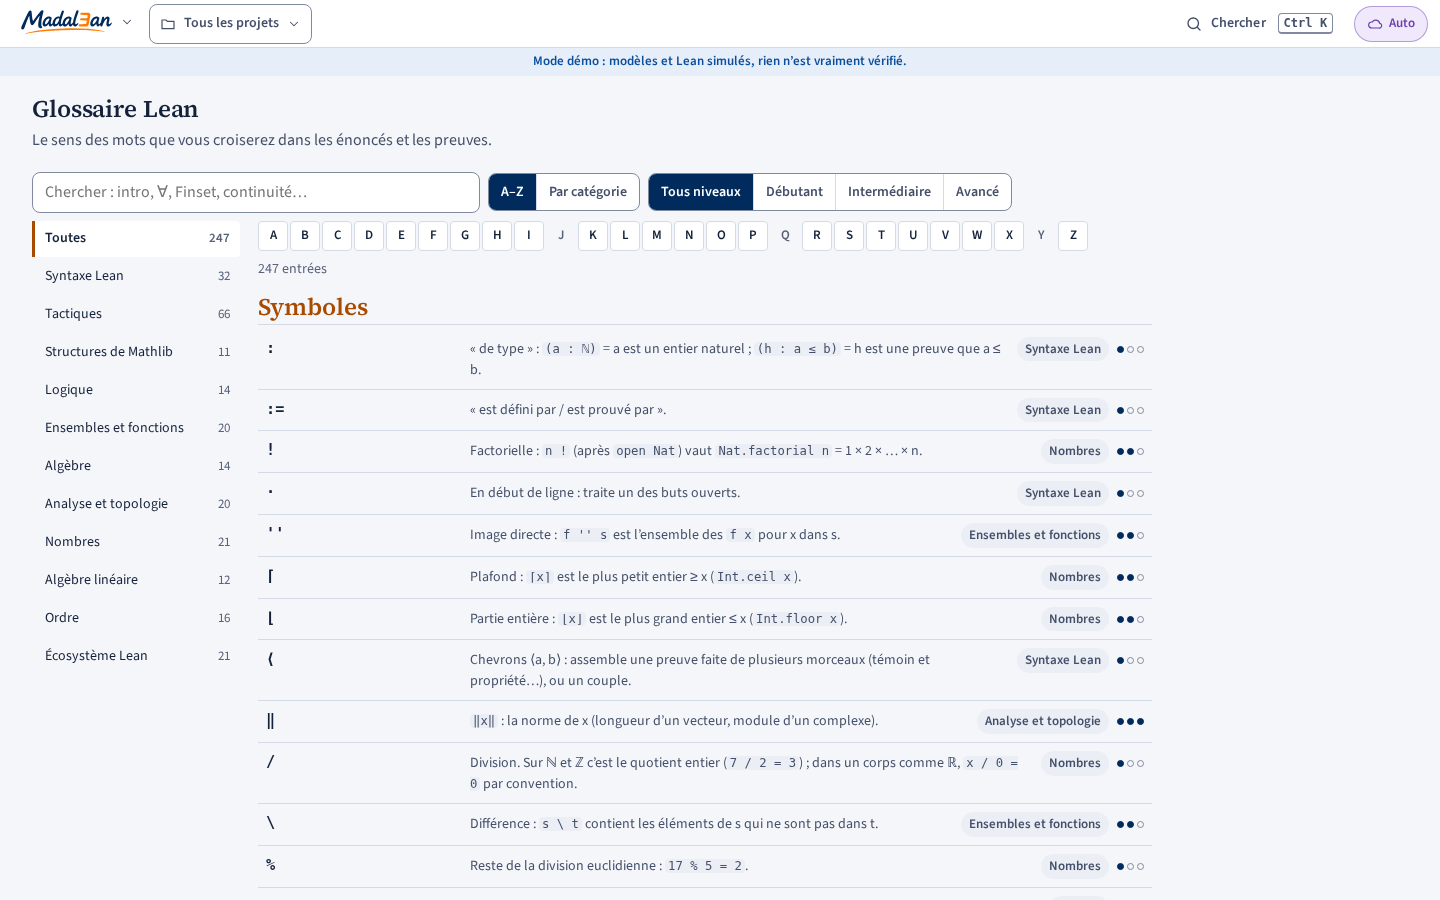 Madal∃an
Tous les projets
Chercher
Ctrl K
Auto
Mode démo : modèles et Lean simulés, rien n’est vraiment vérifié.
Glossaire Lean
Le sens des mots que vous croiserez dans les énoncés et les preuves.
Chercher : intro, ∀, Finset, continuité…
A–Z
Par catégorie
Tous niveaux
Débutant
Intermédiaire
Avancé
Toutes 247
Syntaxe Lean 32
Tactiques 66
Structures de Mathlib 11
Logique 14
Ensembles et fonctions 20
Algèbre 14
Analyse et topologie 20
Nombres 21
Algèbre linéaire 12
Ordre 16
Écosystème Lean 21
A B C D E F G H I J K L M N O P Q R S T U V W X Y Z
247 entrées
Symboles
: « de type » : (a : ℕ) = a est un entier naturel ; (h : a ≤ b) = h est une preuve que a ≤ Syntaxe Lean
b.
:= « est défini par / est prouvé par ». Syntaxe Lean
! Factorielle : n ! (après open Nat) vaut Nat.factorial n = 1 × 2 × … × n. Nombres
· En début de ligne : traite un des buts ouverts. Syntaxe Lean
'' Image directe : f '' s est l’ensemble des f x pour x dans s. Ensembles et fonctions
⌈ Plafond : ⌈x⌉ est le plus petit entier ≥ x (Int.ceil x). Nombres
⌊ Partie entière : ⌊x⌋ est le plus grand entier ≤ x (Int.floor x). Nombres
⟨ Chevrons ⟨a, b⟩ : assemble une preuve faite de plusieurs morceaux (témoin et Syntaxe Lean
propriété…), ou un couple.
‖ ‖x‖ : la norme de x (longueur d’un vecteur, module d’un complexe). Analyse et topologie
/ Division. Sur ℕ et ℤ c’est le quotient entier (7 / 2 = 3) ; dans un corps comme ℝ, x / 0 = Nombres
0 par convention.
\ Différence : s \ t contient les éléments de s qui ne sont pas dans t. Ensembles et fonctions
% Reste de la division euclidienne : 17 % 5 = 2. Nombres